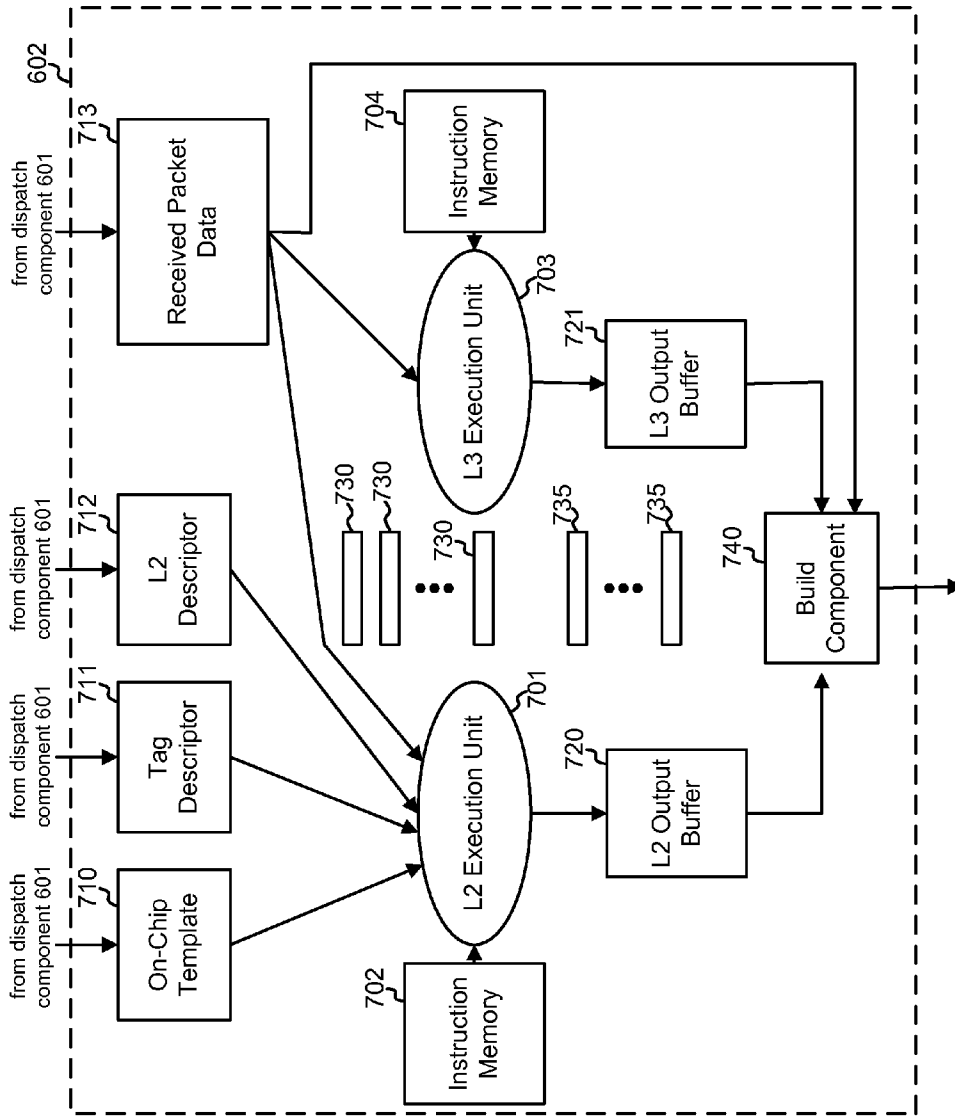 from dispatch
component 601
from dispatch
component 601
from dispatch
component 601
from dispatch
component 601
602
710
On-Chip
Template
711
Tag
Descriptor
712
L2
Descriptor
713
Received Packet
Data
702
Instruction
Memory
L2 Execution Unit
701
730
730
730
735
735
L3 Execution Unit
703
704
Instruction
Memory
720
L2 Output
Buffer
721
L3 Output
Buffer
740
Build
Component